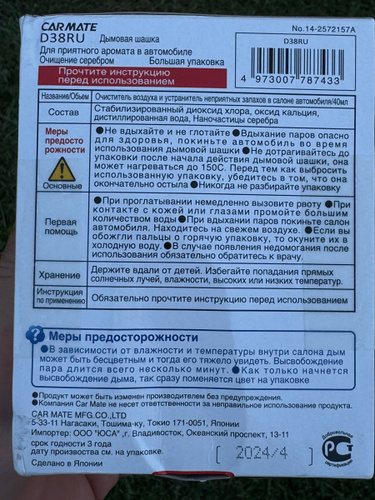 CARMATE
No.14-2572157A
D38RU Дымовая шашка
D38RU
Для приятного аромата в автомобиле
Очищение серебром Большая упаковка
Прочтите инструкцию
перед использованием
4 973007 787433
Название/Объём Очиститель воздуха и устранитель неприятных запахов в салоне автомобиля/40мл
Состав Стабилизированный диоксид хлора, оксид кальция,
дистиллированная вода, Наночастицы серебра
Меры предосто рожности
Основные
●Не вдыхайте и не глотайте ●Вдыхание паров опасно
для здоровья, покиньте автомобиль во время
использования дымовой шашки ●Не дотрагивайтесь до
упаковки после начала действия дымовой шашки, она
может нагреваться до 150С. Перед тем как выбросить
использованную упаковку, убедитесь в том, что она
окончательно остыла ●Никогда не разбирайте упаковку
Первая помощь
●При проглатывании немедленно вызовите рвоту ●При
контакте с кожей или глазами промойте большим
количеством воды ●При вдыхании паров покиньте салон
автомобиля. Находитесь на свежем воздухе. ●Если вы
обожгли пальцы о горячую упаковку, то окуните их в
холодную воду. ●В случае появления недомогания после
использования обязательно обратитесь к врачу.
Хранение Держите вдали от детей. Избегайте попадания прямых
солнечных лучей, влажности, высоких или низких температур.
Инструкция по применению Обязательно прочтите инструкцию перед использованием
? Меры предосторожности
●В зависимости от влажности и температуры внутри салона дым
может быть бесцветным и тогда его тяжело увидеть. Высвобождение
пара длится всего несколько минут. ●Как только начнется
высвобождение дыма, так сразу поменяется цвет на упаковке
●Продукт может быть изменен производителем без предупреждения.
●Компания Car Mate не несет ответственности за неправильное использование продукта.
CAR MATE MFG.CO.,LTD
5-33-11 Нагасаки, Тошима-ку, Токио 171-0051, Японии
Импортер: ООО "ЮСА" ,г. Владивосток, Океанский проспект, 13-11
срок годности 3 года
дата производства см. на упаковке.
Сделано в Японии
[ 2024/4 ]
Добровольная
сертификация